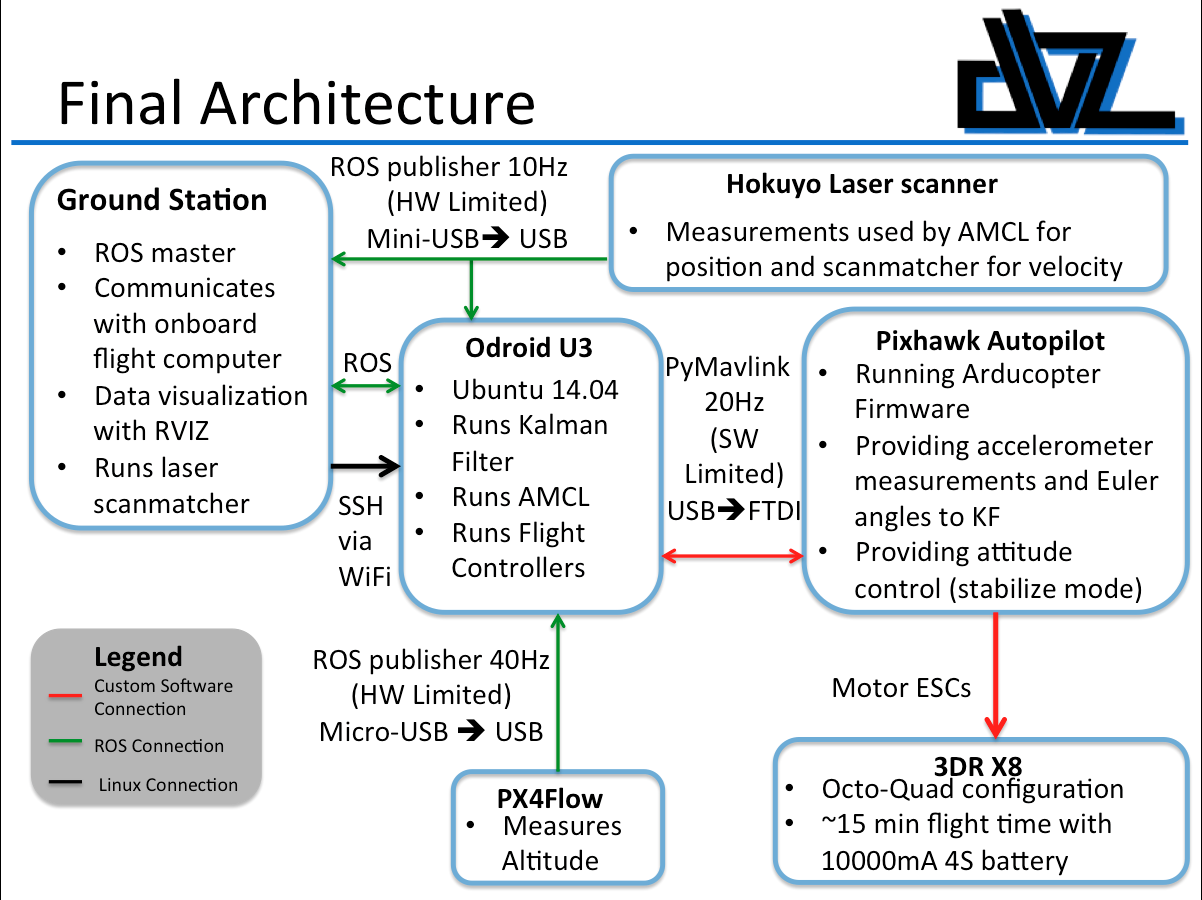 Final Architecture
dVZ
Ground Station
• ROS master
• Communicates
with onboard
flight computer
• Data visualization
with RVIZ
• Runs laser
scanmatcher
ROS publisher 10Hz
(HW Limited)
Mini-USB➔ USB
Hokuyo Laser scanner
• Measurements used by AMCL for
position and scanmatcher for velocity
ROS
SSH
via
WiFi
Odroid U3
• Ubuntu 14.04
• Runs Kalman
Filter
• Runs AMCL
• Runs Flight
Controllers
PyMavlink
20Hz
(SW
Limited)
USB➔FTDI
Pixhawk Autopilot
• Running Arducopter
Firmware
• Providing accelerometer
measurements and Euler
angles to KF
• Providing attitude
control (stabilize mode)
Legend
Custom Software
Connection
ROS Connection
Linux Connection
ROS publisher 40Hz
(HW Limited)
Micro-USB ➔ USB
PX4Flow
• Measures
Altitude
Motor ESCs
3DR X8
• Octo-Quad configuration
• ~15 min flight time with
10000mA 4S battery